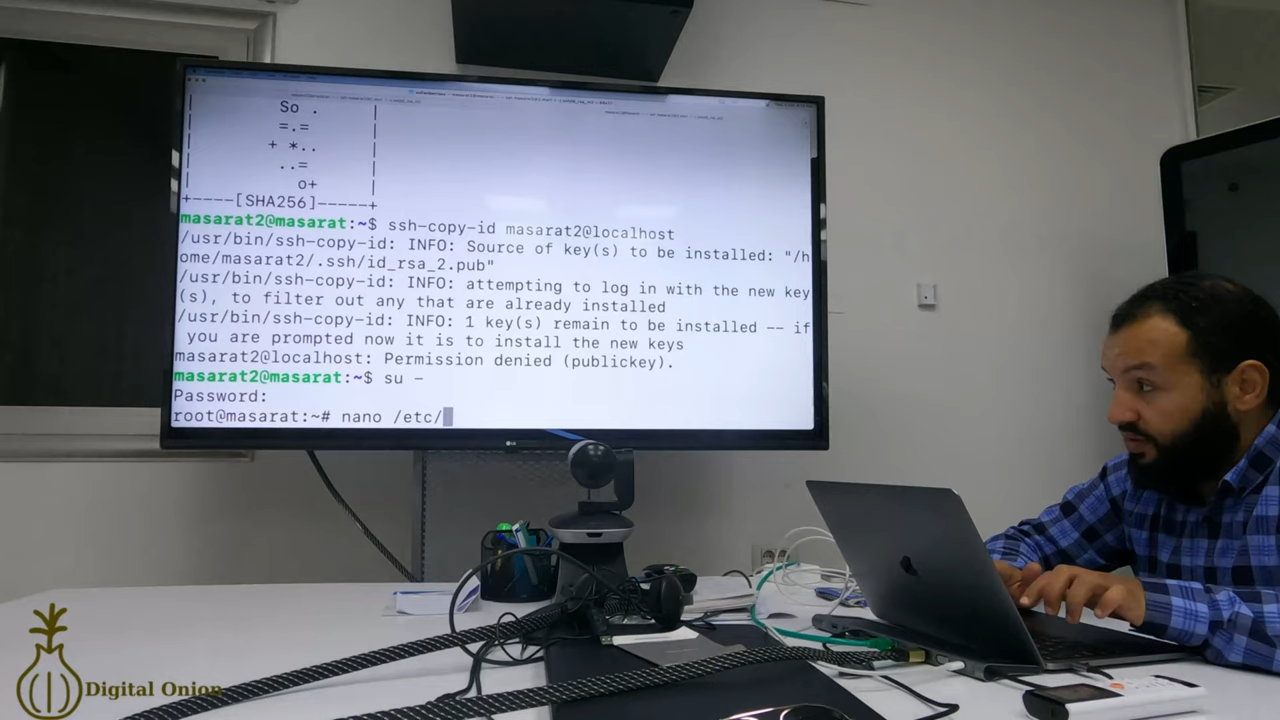 So .
=.=
+ *..
..=
o+
+----[SHA256]-----+
masarat2@masarat:~$ ssh-copy-id masarat2@localhost
/usr/bin/ssh-copy-id: INFO: Source of key(s) to be installed: "/h
ome/masarat2/.ssh/id_rsa_2.pub"
/usr/bin/ssh-copy-id: INFO: attempting to log in with the new key
(s), to filter out any that are already installed
/usr/bin/ssh-copy-id: INFO: 1 key(s) remain to be installed -- if
you are prompted now it is to install the new keys
masarat2@localhost: Permission denied (publickey).
masarat2@masarat:~$ su -
Password:
root@masarat:~# nano /etc/
LG
Digital Onion